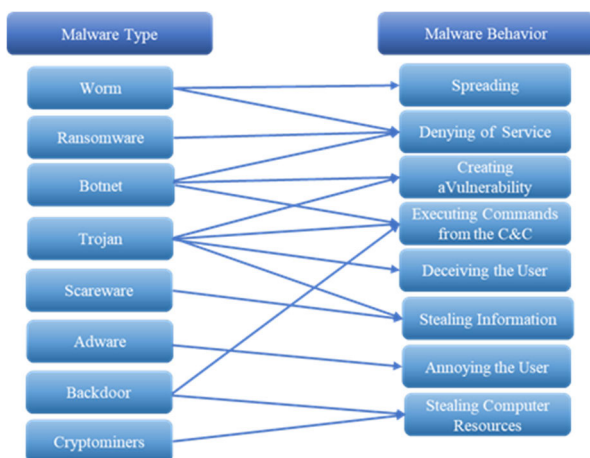 Malware Type
Malware Behavior
Worm
Spreading
Ransomware
Denying of Service
Botnet
Creating
aVulnerability
Trojan
Executing Commands
from the C&C
Deceiving the User
Scareware
Stealing Information
Adware
Annoying the User
Backdoor
Stealing Computer
Resources
Cryptominers